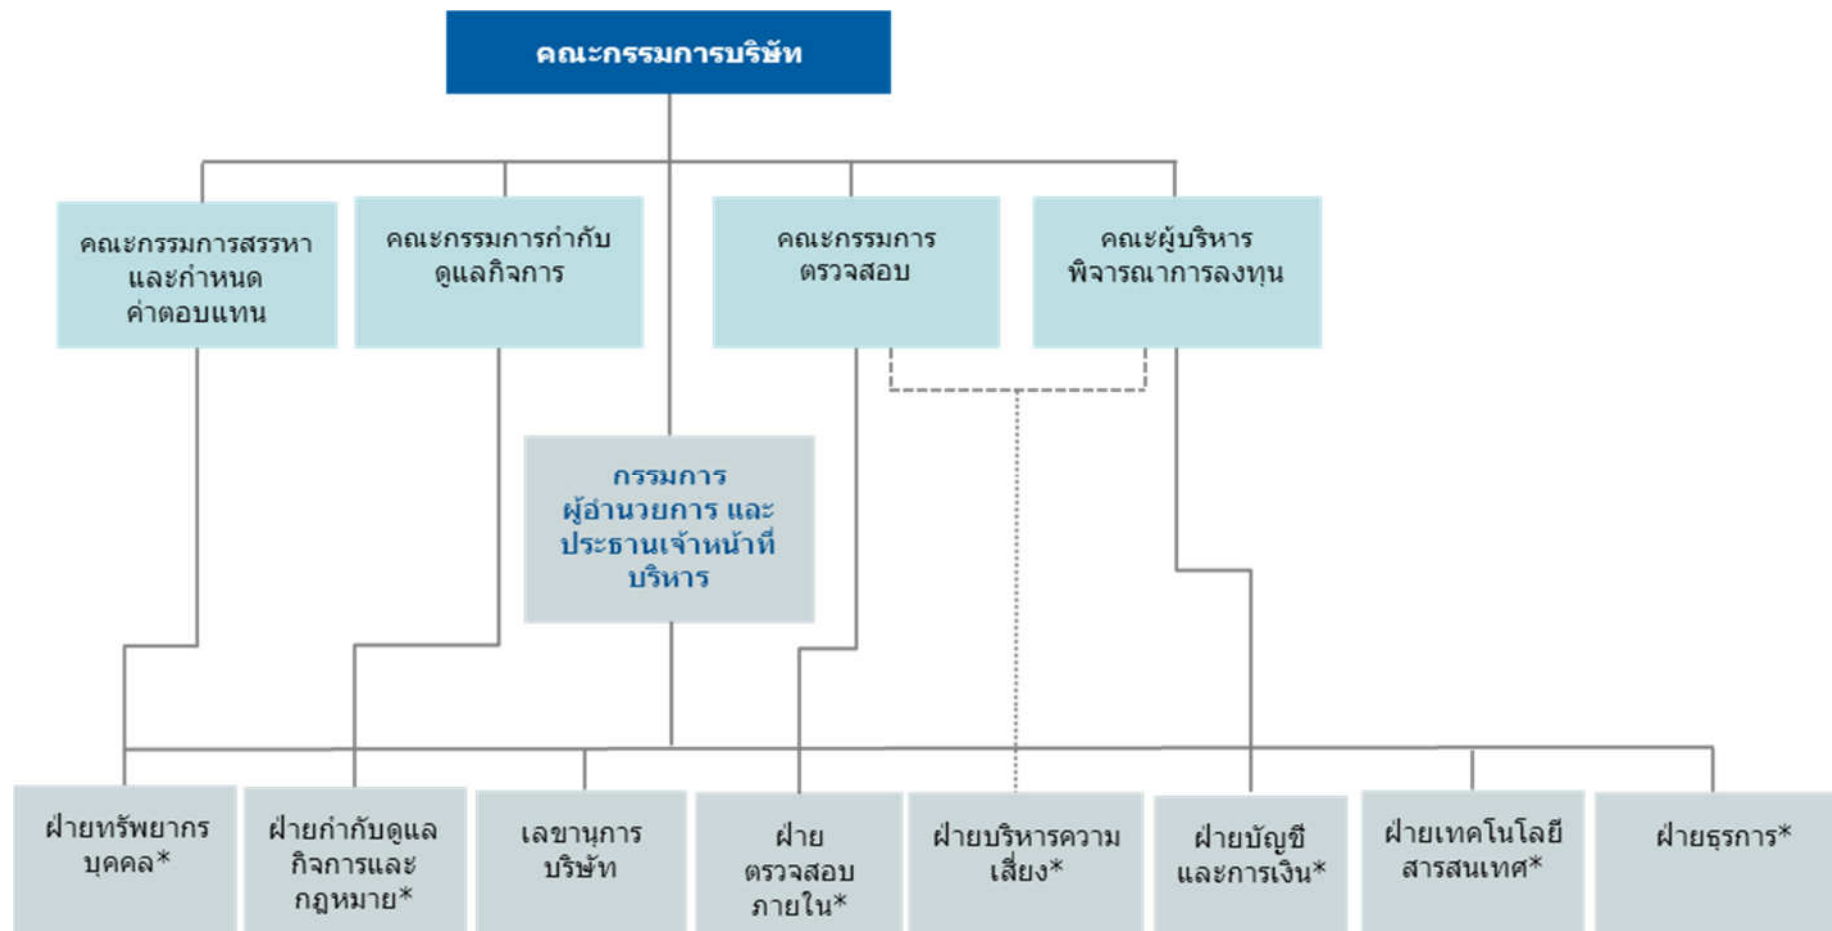 คณะกรรมการบริษัท
คณะกรรมการสรรหา
และกำหนด
ค่าตอบแทน
คณะกรรมการกำกับ
ดูแลกิจการ
คณะกรรมการ
ตรวจสอบ
คณะผู้บริหาร
พิจารณาการลงทุน
กรรมการ
ผู้อำนวยการ และ
ประธานเจ้าหน้าที่
บริหาร
ฝ่ายทรัพยากร
บุคคล*
ฝ่ายกำกับดูแล
กิจการและ
กฎหมาย*
เลขานุการ
บริษัท
ฝ่าย
ตรวจสอบ
ภายใน*
ฝ่ายบริหารความ
เสี่ยง*
ฝ่ายบัญชี
และการเงิน*
ฝ่ายเทคโนโลยี
สารสนเทศ*
ฝ่ายธุรการ*